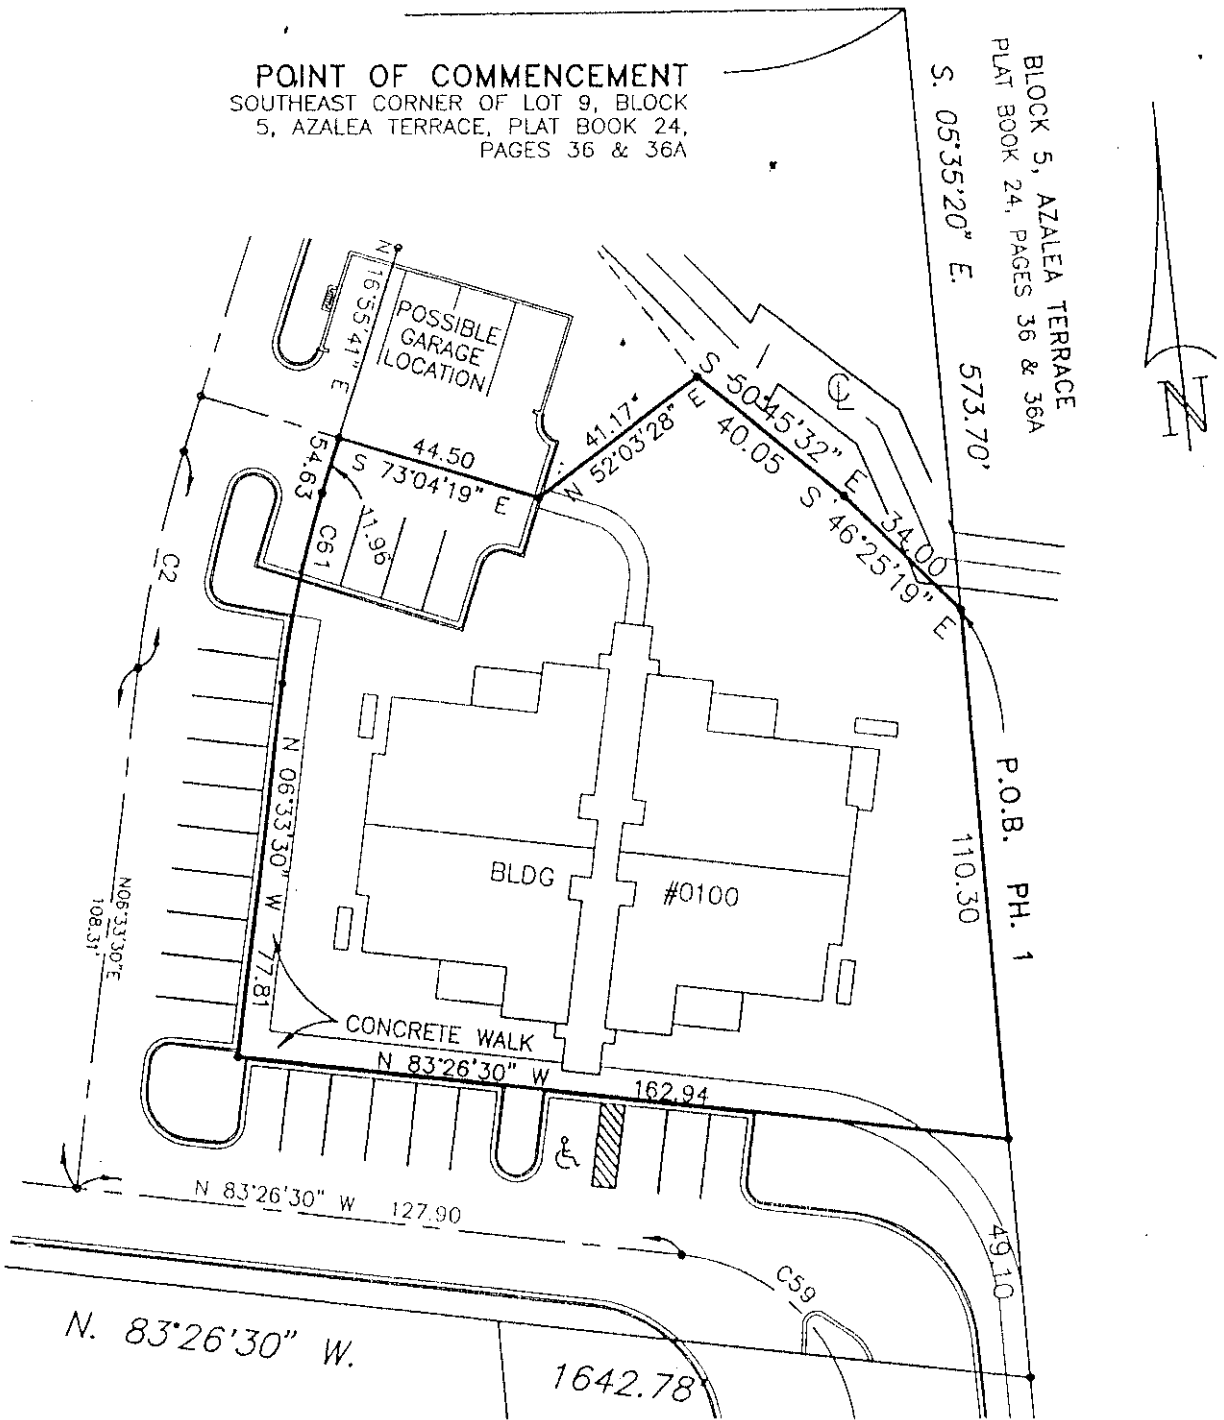 POINT OF COMMENCEMENT
SOUTHEAST CORNER OF LOT 9, BLOCK
5, AZALEA TERRACE, PLAT BOOK 24,
PAGES 36 & 36A
BLOCK 5, AZALEA TERRACE
PLAT BOOK 24, PAGES 36 & 36A
S. 05°35'20" E. 573.70'
N
N 16°55'41" E
54.63
POSSIBLE
GARAGE
LOCATION
44.50
S 73°04'19" E
41.17
N 52°03'28" E
S 50°45'32" E
40.05
34.00
S 46°25'19" E
CL
11.96
C61
C2
P.O.B. PH. 1
110.30
N 06°33'30" W 77.81
N06°33'30"E
108.31'
BLDG #0100
CONCRETE WALK
N 83°26'30" W 162.94
N 83°26'30" W 127.90
49.10
C59
N. 83°26'30" W. 1642.78'